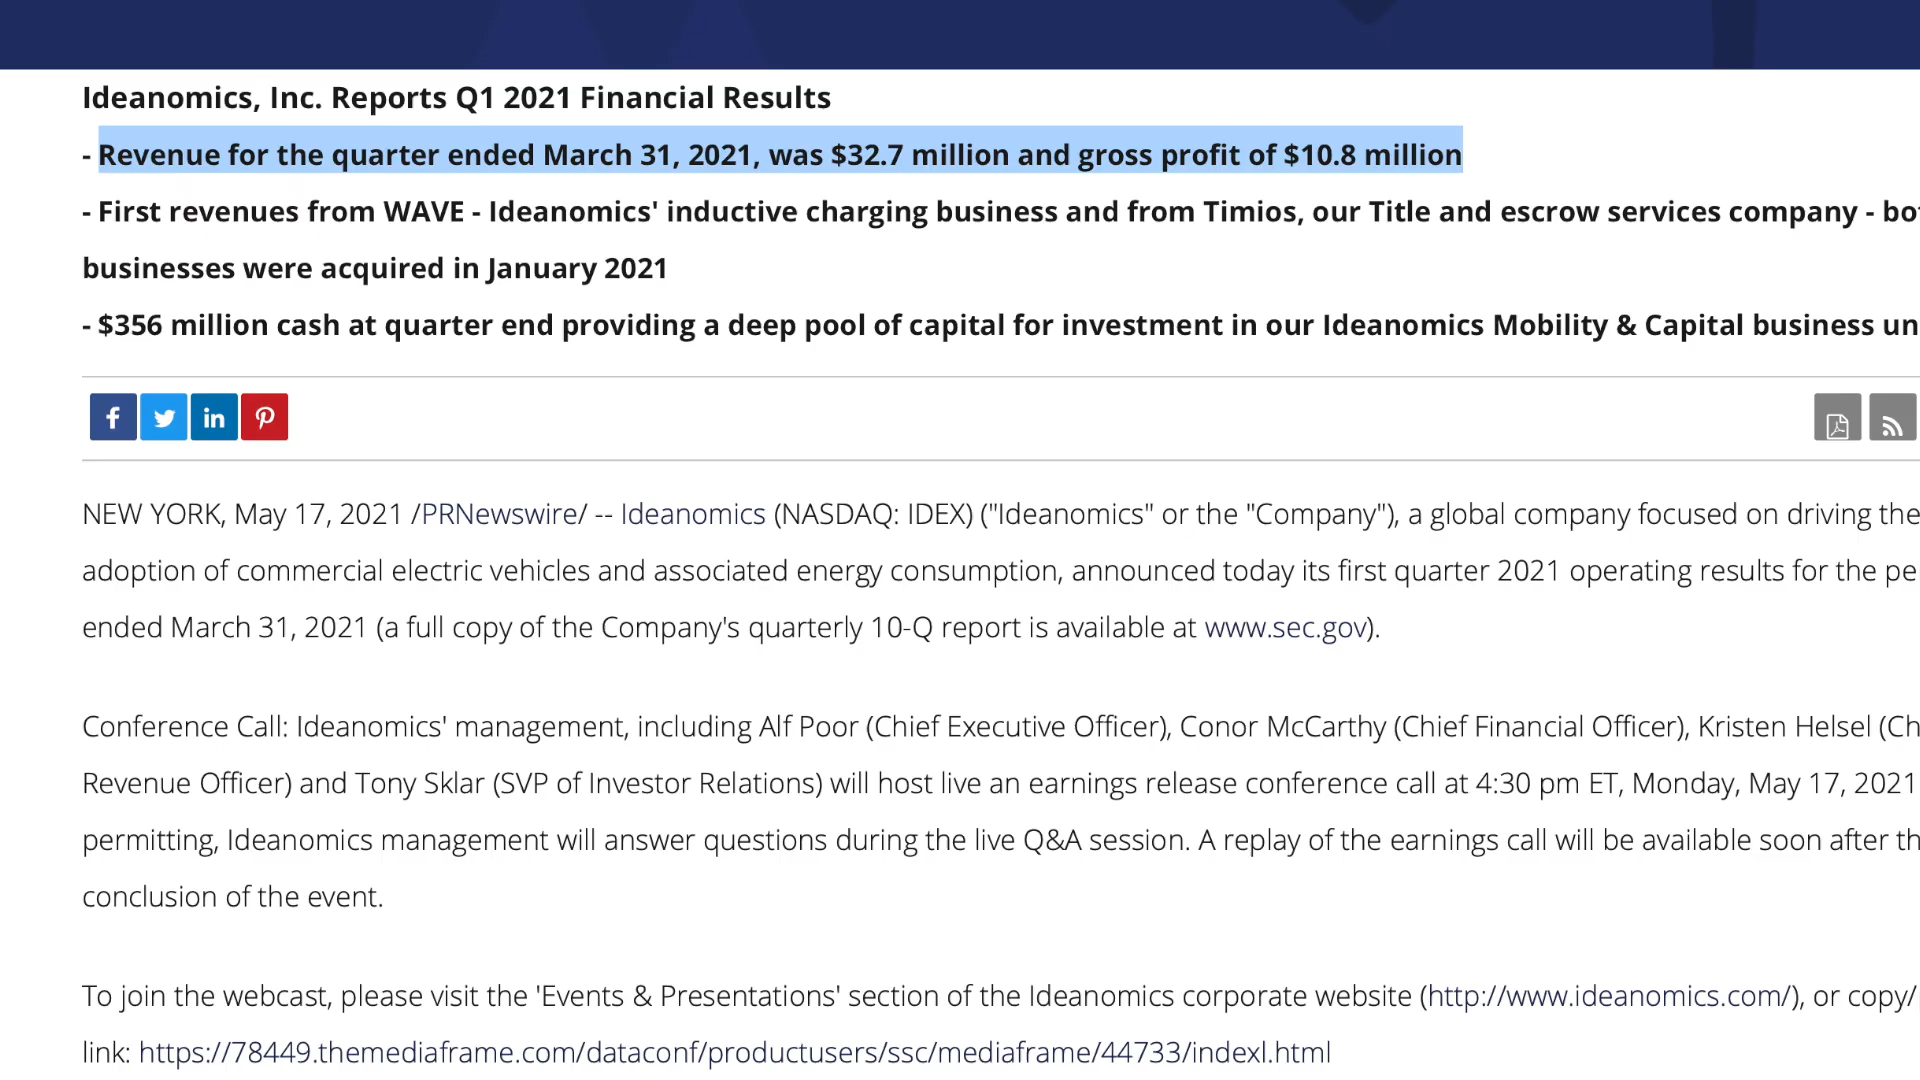 Ideanomics, Inc. Reports Q1 2021 Financial Results
- Revenue for the quarter ended March 31, 2021, was $32.7 million and gross profit of $10.8 million
- First revenues from WAVE - Ideanomics' inductive charging business and from Timios, our Title and escrow services company -
businesses were acquired in January 2021
- $356 million cash at quarter end providing a deep pool of capital for investment in our Ideanomics Mobility & Capital business
f in
NEW YORK, May 17, 2021 /PRNewswire/ -- Ideanomics (NASDAQ: IDEX) ("Ideanomics" or the "Company"), a global company focused on driving the
adoption of commercial electric vehicles and associated energy consumption, announced today its first quarter 2021 operating results for the
ended March 31, 2021 (a full copy of the Company's quarterly 10-Q report is available at www.sec.gov).
Conference Call: Ideanomics' management, including Alf Poor (Chief Executive Officer), Conor McCarthy (Chief Financial Officer), Kristen Helsel
Revenue Officer) and Tony Sklar (SVP of Investor Relations) will host live an earnings release conference call at 4:30 pm ET, Monday, May 17, 2021
permitting, Ideanomics management will answer questions during the live Q&A session. A replay of the earnings call will be available soon after
conclusion of the event.
To join the webcast, please visit the 'Events & Presentations' section of the Ideanomics corporate website (http://www.ideanomics.com/), or copy/
link: https://78449.themediaframe.com/dataconf/productusers/ssc/mediaframe/44733/indexl.html